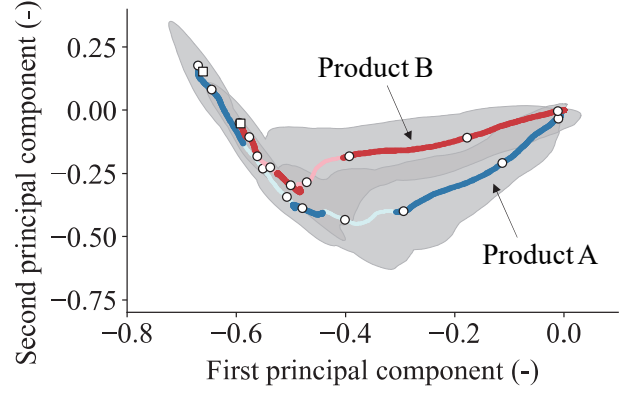 Second principal component (-)
0.25
0.00
−0.25
−0.50
−0.75
Product B
Product A
−0.8
−0.6
−0.4
−0.2
0.0
First principal component (-)